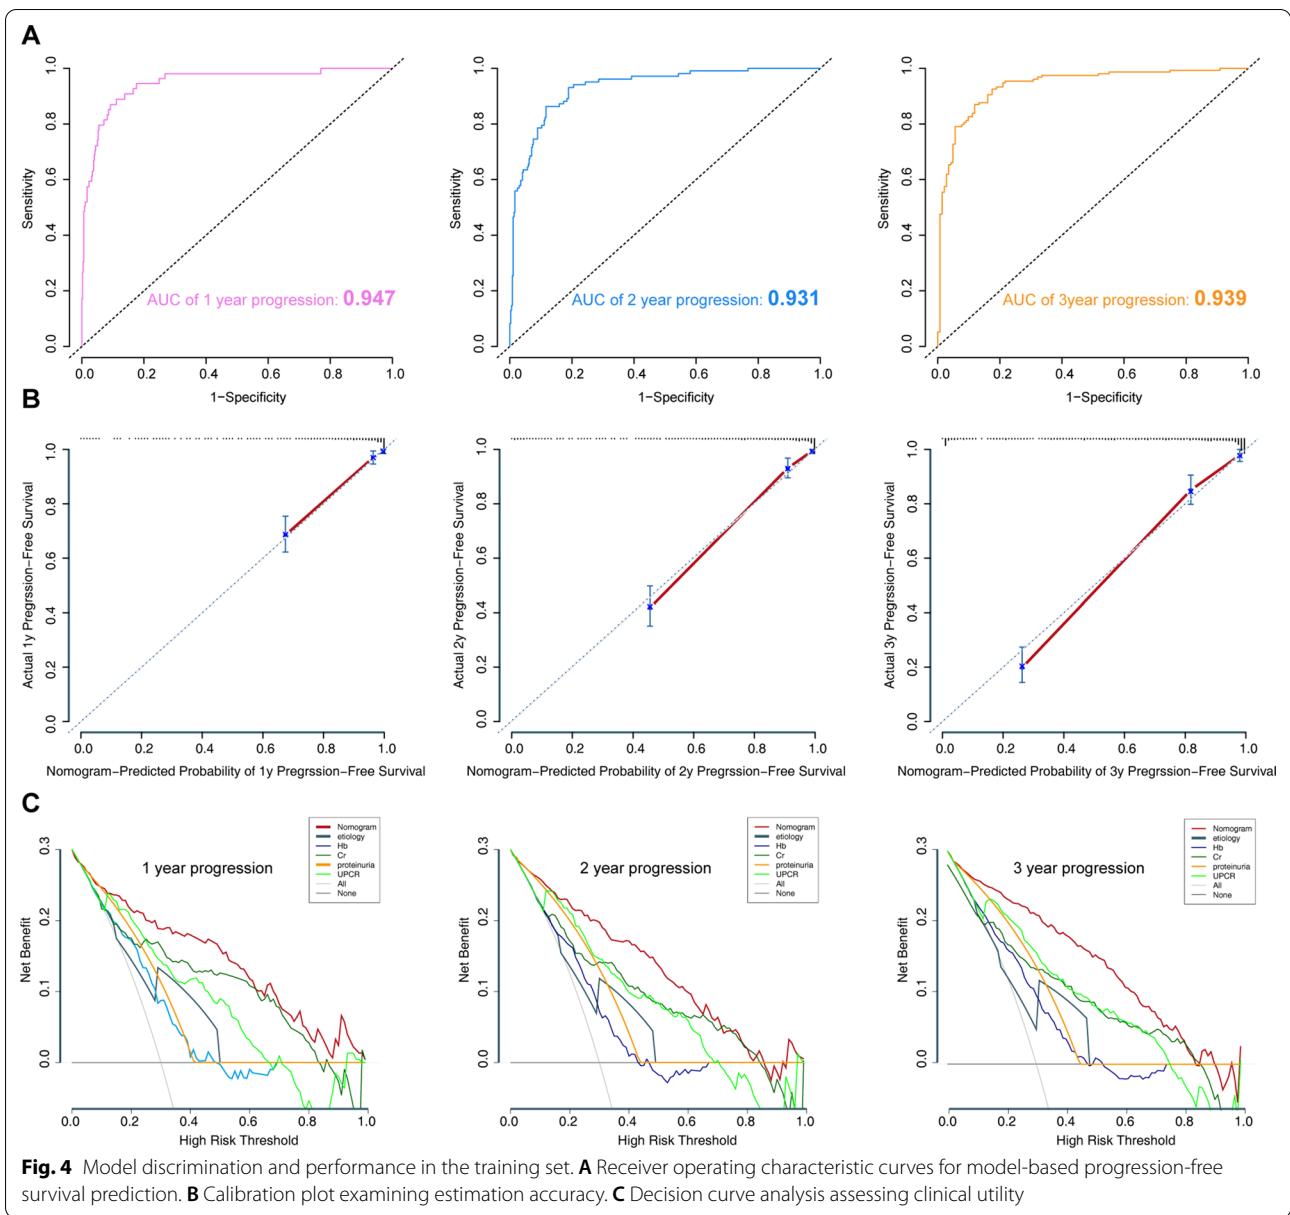 A
1.0
0.8
0.6
0.4
0.2
0.0
Sensitivity
AUC of 1 year progression: 0.947
0.0 0.2 0.4 0.6 0.8 1.0
1−Specificity
1.0
0.8
0.6
0.4
0.2
0.0
Sensitivity
AUC of 2 year progression: 0.931
0.0 0.2 0.4 0.6 0.8 1.0
1−Specificity
1.0
0.8
0.6
0.4
0.2
0.0
Sensitivity
AUC of 3year progression: 0.939
0.0 0.2 0.4 0.6 0.8 1.0
1−Specificity
B
1.0
0.8
0.6
0.4
0.2
0.0
Actual 1y Pregrssion−Free Survival
0.0 0.2 0.4 0.6 0.8 1.0
Nomogram−Predicted Probability of 1y Pregrssion−Free Survival
1.0
0.8
0.6
0.4
0.2
0.0
Actual 2y Pregrssion−Free Survival
0.0 0.2 0.4 0.6 0.8 1.0
Nomogram−Predicted Probability of 2y Pregrssion−Free Survival
1.0
0.8
0.6
0.4
0.2
0.0
Actual 3y Pregrssion−Free Survival
0.0 0.2 0.4 0.6 0.8 1.0
Nomogram−Predicted Probability of 3y Pregrssion−Free Survival
C
0.3
0.2
0.1
0.0
Net Benefit
1 year progression
Nomogram
etiology
Hb
Cr
proteinuria
UPCR
All
None
0.0 0.2 0.4 0.6 0.8 1.0
High Risk Threshold
0.3
0.2
0.1
0.0
Net Benefit
2 year progression
Nomogram
etiology
Hb
Cr
proteinuria
UPCR
All
None
0.0 0.2 0.4 0.6 0.8 1.0
High Risk Threshold
0.3
0.2
0.1
0.0
Net Benefit
3 year progression
Nomogram
etiology
Hb
Cr
proteinuria
UPCR
All
None
0.0 0.2 0.4 0.6 0.8 1.0
High Risk Threshold
Fig. 4 Model discrimination and performance in the training set. A Receiver operating characteristic curves for model-based progression-free
survival prediction. B Calibration plot examining estimation accuracy. C Decision curve analysis assessing clinical utility